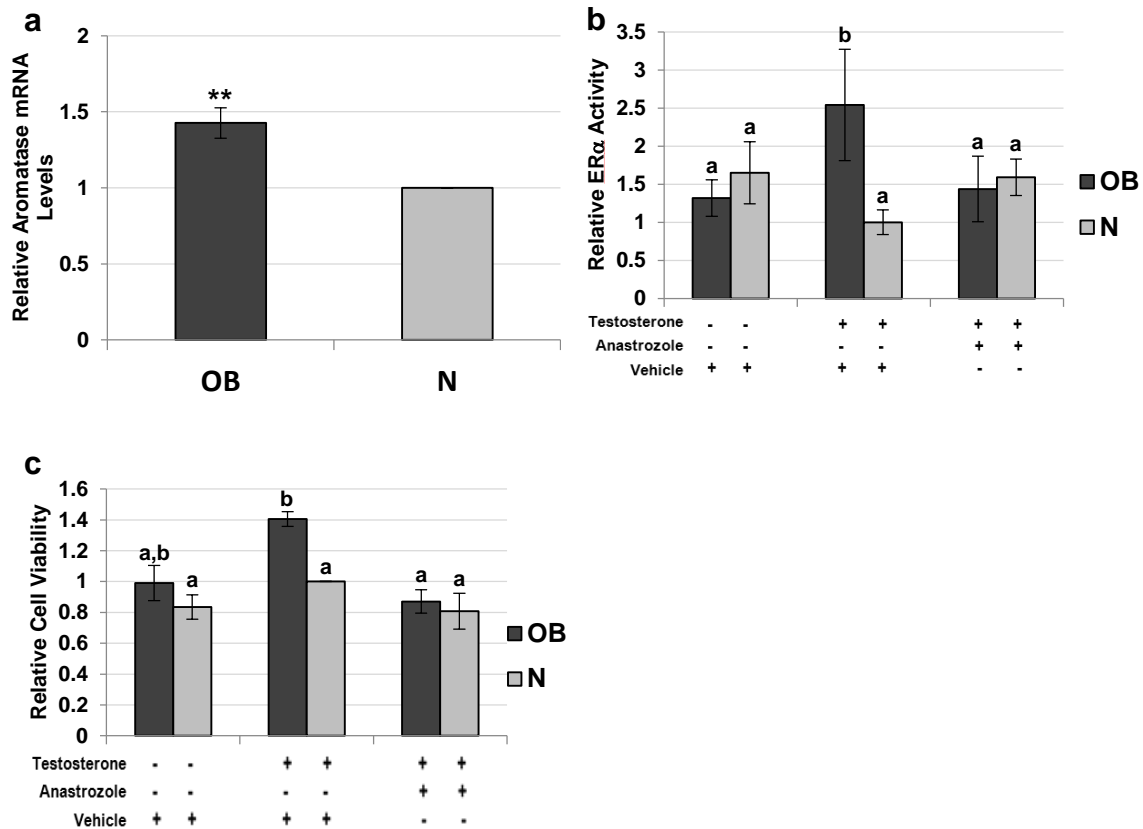 a
Relative Aromatase mRNA
Levels
2
1.5
1
0.5
0
**
OB
N
b
Relative ERα Activity
3.5
3
2.5
2
1.5
1
0.5
0
a a b a a a
OB
N
Testosterone - - + + + +
Anastrozole - - - - + +
Vehicle + + + + - -
c
Relative Cell Viability
1.6
1.4
1.2
1
0.8
0.6
0.4
0.2
0
a,b a b a a a
OB
N
Testosterone - - + + + +
Anastrozole - - - - + +
Vehicle + + + + - -